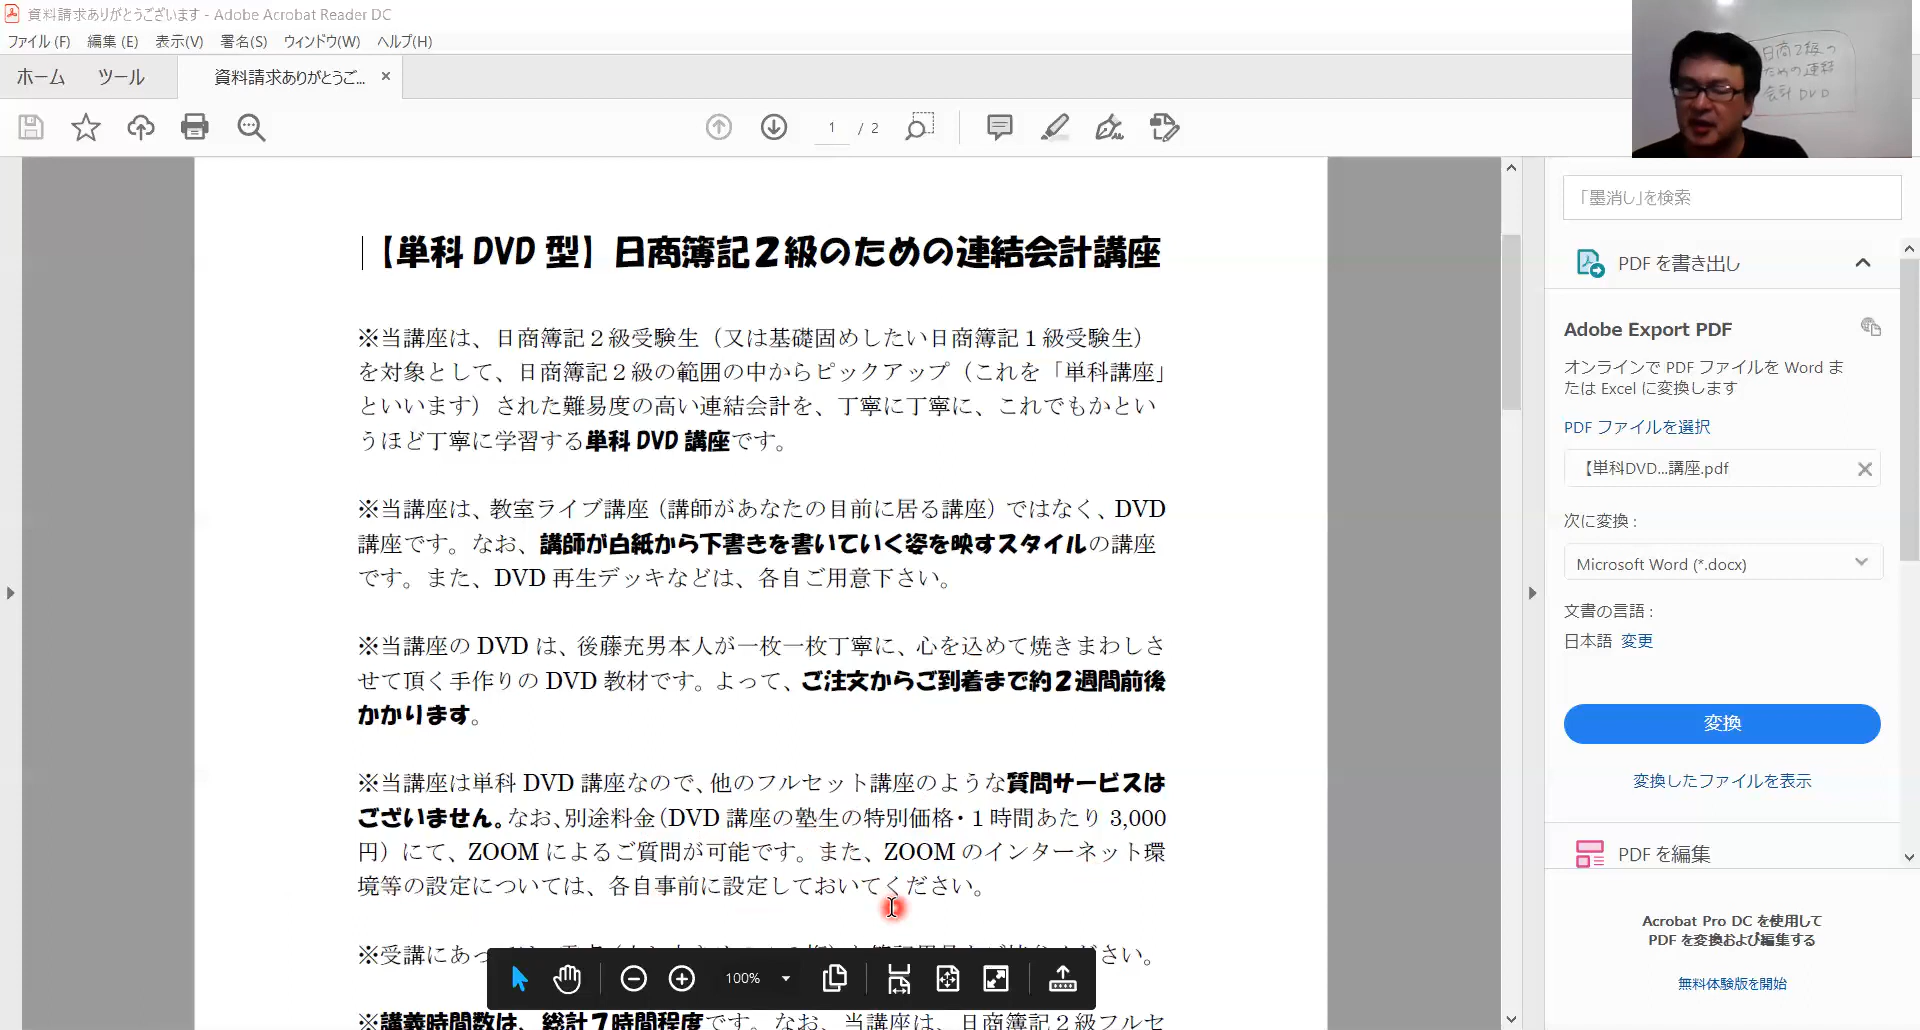 資料請求ありがとうございます - Adobe Acrobat Reader DC
ファイル(F) 編集(E) 表示(V) 署名(S) ウィンドウ(W) ヘルプ(H)
ホーム ツール 資料請求ありがとうご... ×
1 / 2
日商2級の
ための連結
会計DVD
「墨消し」を検索
【単科 DVD 型】日商簿記２級のための連結会計講座
※当講座は、日商簿記２級受験生（又は基礎固めしたい日商簿記１級受験生）
を対象として、日商簿記２級の範囲の中からピックアップ（これを「単科講座」
といいます）された難易度の高い連結会計を、丁寧に丁寧に、これでもかとい
うほど丁寧に学習する単科 DVD 講座です。
※当講座は、教室ライブ講座（講師があなたの目前に居る講座）ではなく、DVD
講座です。なお、講師が白紙から下書きを書いていく姿を映すスタイルの講座
です。また、DVD 再生デッキなどは、各自ご用意下さい。
※当講座の DVD は、後藤充男本人が一枚一枚丁寧に、心を込めて焼きまわしさ
せて頂く手作りの DVD 教材です。よって、ご注文からご到着まで約２週間前後
かかります。
※当講座は単科 DVD 講座なので、他のフルセット講座のような質問サービスは
ございません。なお、別途料金（DVD 講座の塾生の特別価格・１時間あたり 3,000
円）にて、ZOOM によるご質問が可能です。また、ZOOM のインターネット環
境等の設定については、各自事前に設定しておいてください。
※受講にあっ
ださい。
100%
※講義時間数は、総計７時間程度です。なお、当講座は、日商簿記２級フルセ
PDF を書き出し
Adobe Export PDF
オンラインで PDF ファイルを Word ま
たは Excel に変換します
PDF ファイルを選択
【単科DVD...講座.pdf
次に変換 :
Microsoft Word (*.docx)
文書の言語 :
日本語 変更
変換
変換したファイルを表示
PDF を編集
Acrobat Pro DC を使用して
PDF を変換および編集する
無料体験版を開始